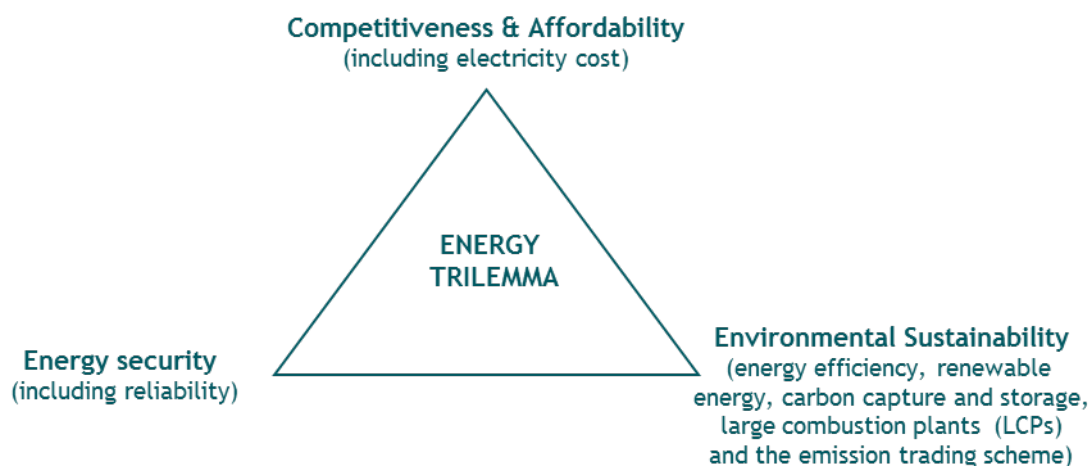 Competitiveness & Affordability
(including electricity cost)
ENERGY
TRILEMMA
Energy security
(including reliability)
Environmental Sustainability
(energy efficiency, renewable
energy, carbon capture and storage,
large combustion plants (LCPs)
and the emission trading scheme)